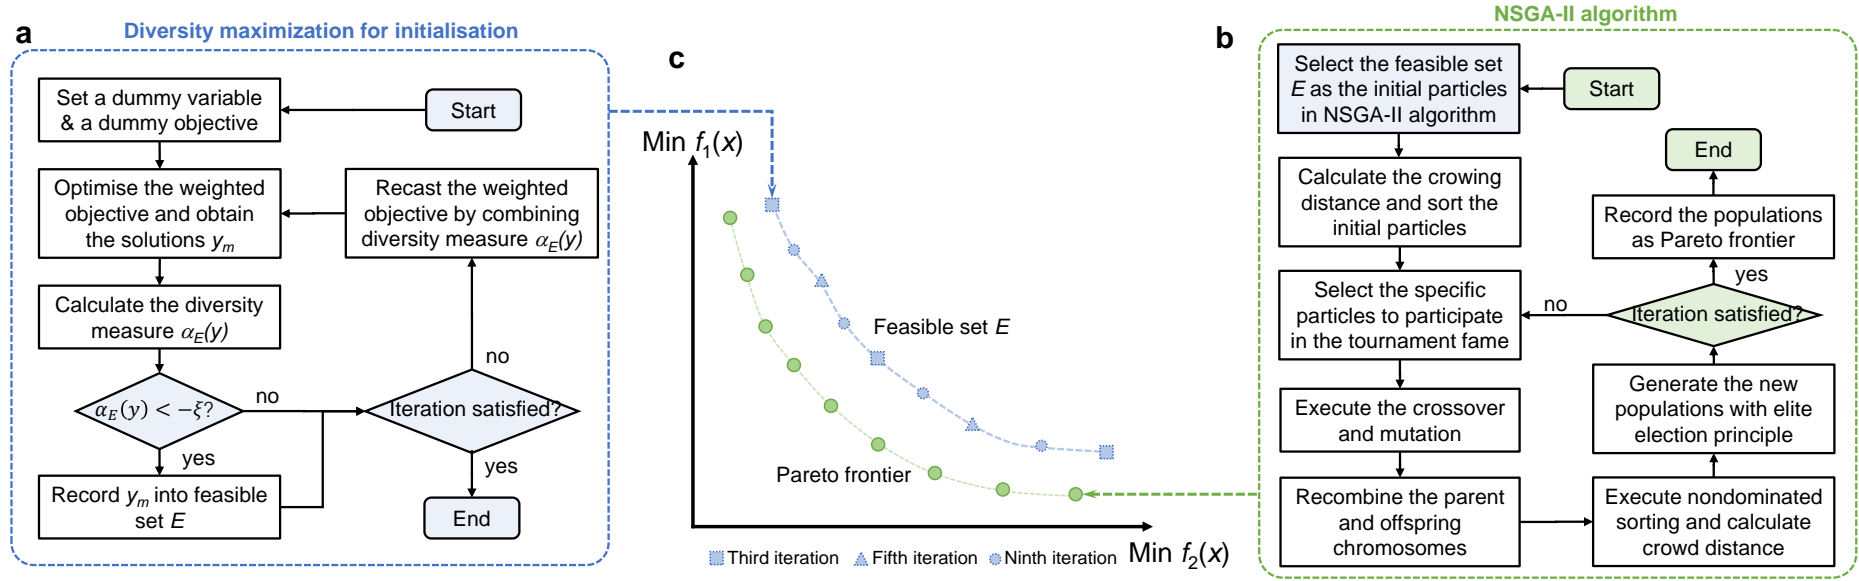 a
Diversity maximization for initialisation
Start
Set a dummy variable
& a dummy objective
Optimise the weighted
objective and obtain
the solutions yₘ
Recast the weighted
objective by combining
diversity measure α_E(y)
Calculate the diversity
measure α_E(y)
α_E(y) < −ξ?
no
yes
Record yₘ into feasible
set E
Iteration satisfied?
no
yes
End
c
Min f₁(x)
Feasible set E
Pareto frontier
Min f₂(x)
Third iteration
Fifth iteration
Ninth iteration
b
NSGA-II algorithm
Start
Select the feasible set
E as the initial particles
in NSGA-II algorithm
Calculate the crowing
distance and sort the
initial particles
Select the specific
particles to participate
in the tournament fame
Execute the crossover
and mutation
Recombine the parent
and offspring
chromosomes
Execute nondominated
sorting and calculate
crowd distance
Generate the new
populations with elite
election principle
Iteration satisfied?
no
yes
Record the populations
as Pareto frontier
End